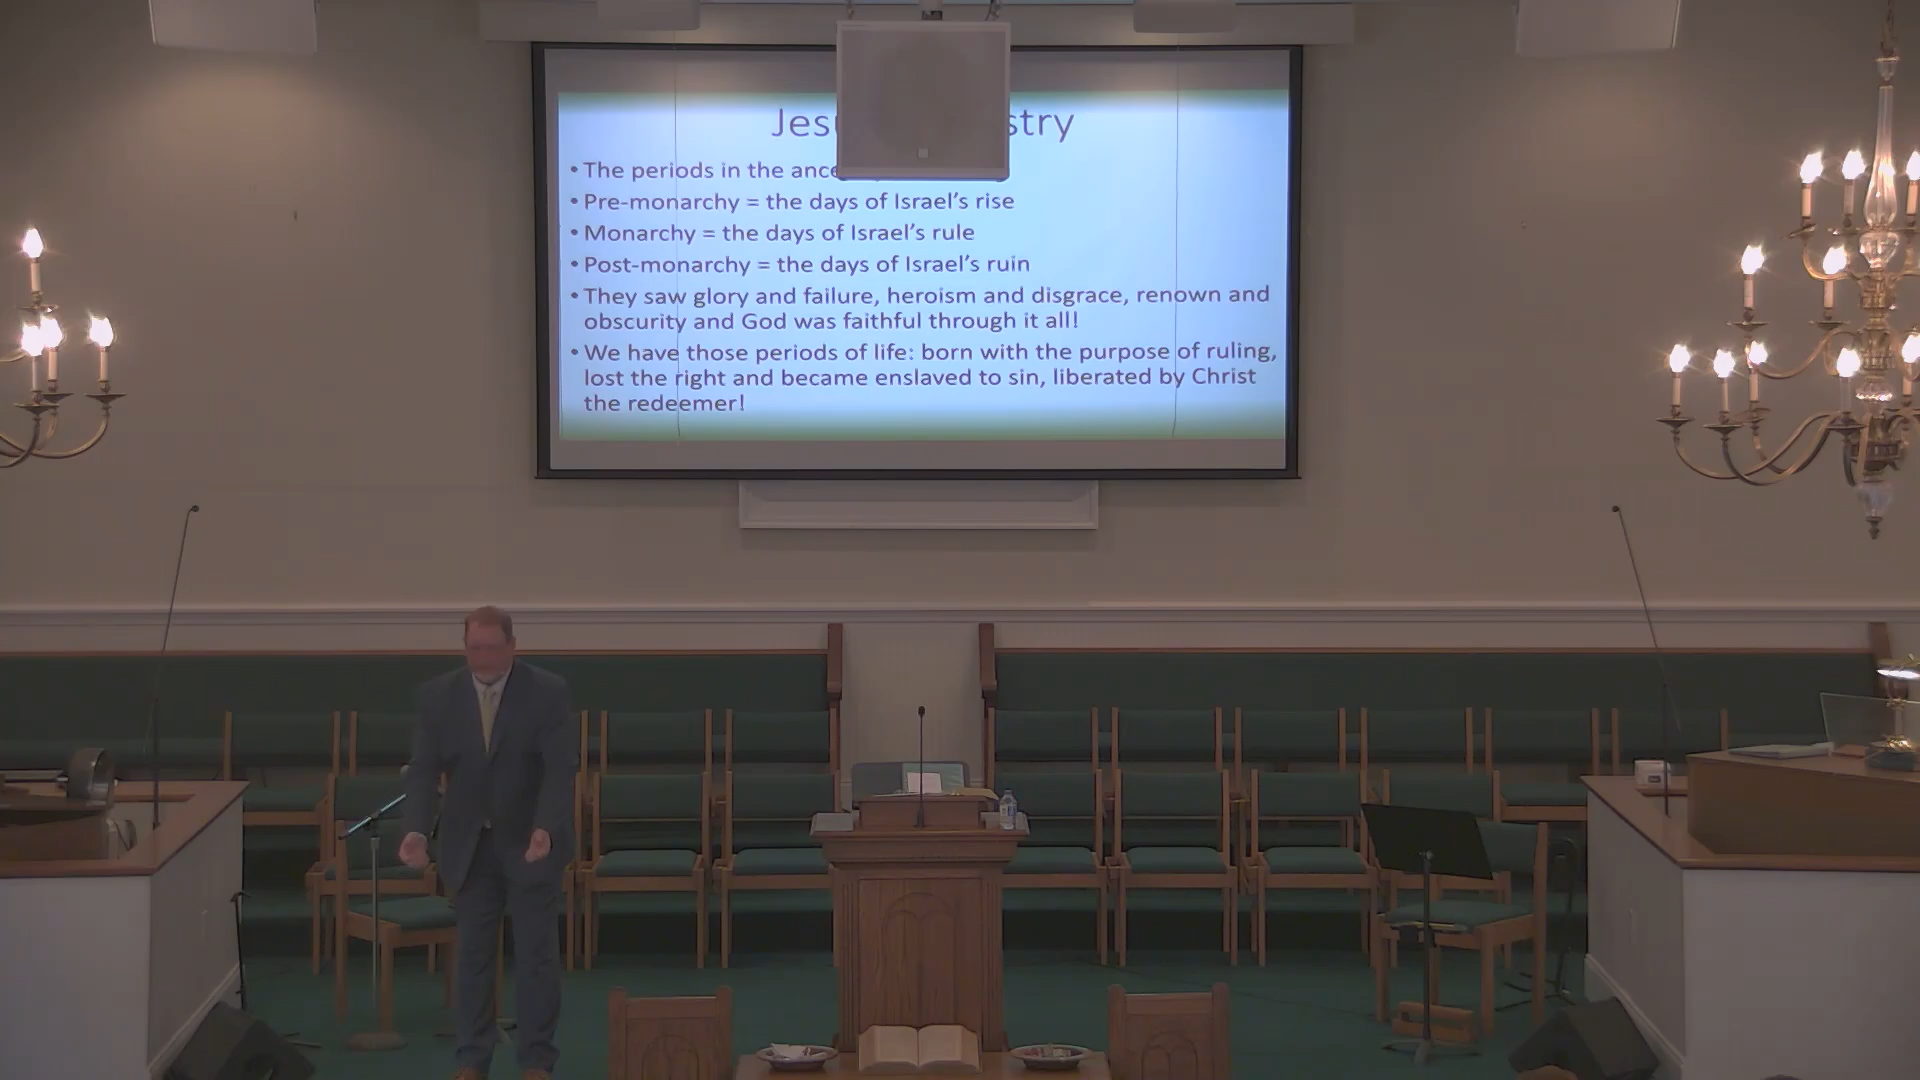 • The periods in the
• Pre-monarchy = the days of Israel's rise
• Monarchy = the days of Israel's rule
• Post-monarchy = the days of Israel's ruin
• They saw glory and failure, heroism and disgrace, renown and
obscurity and God was faithful through it all!
• We have those periods of life: born with the purpose of ruling,
lost the right and became enslaved to sin, liberated by Christ
the redeemer!